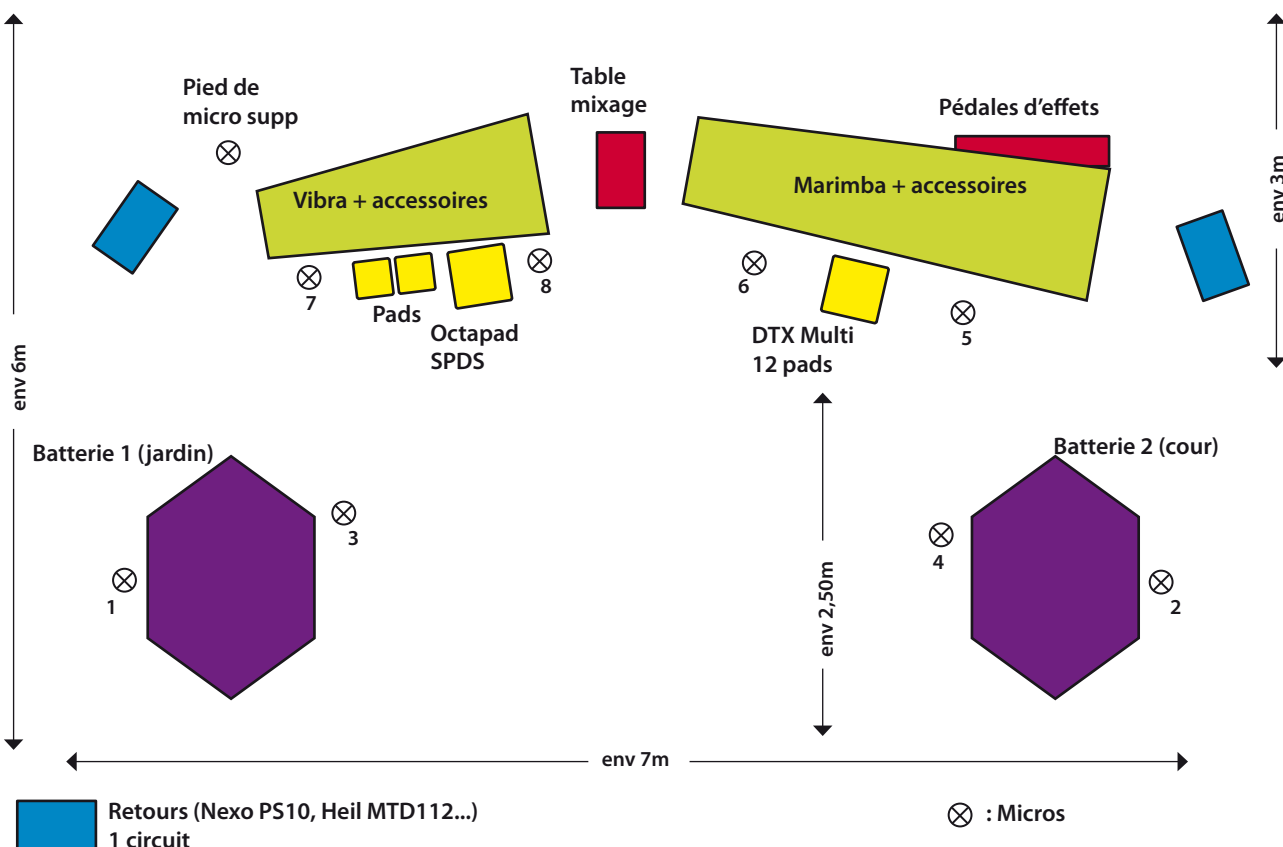 Pied de
micro supp
Table
mixage
Pédales d'effets
Vibra + accessoires
Marimba + accessoires
env 3m
7
8
6
5
Pads
Octapad
SPDS
DTX Multi
12 pads
env 6m
Batterie 1 (jardin)
Batterie 2 (cour)
3
4
1
2
env 2,50m
env 7m
Retours (Nexo PS10, Heil MTD112...)
1 circuit
: Micros